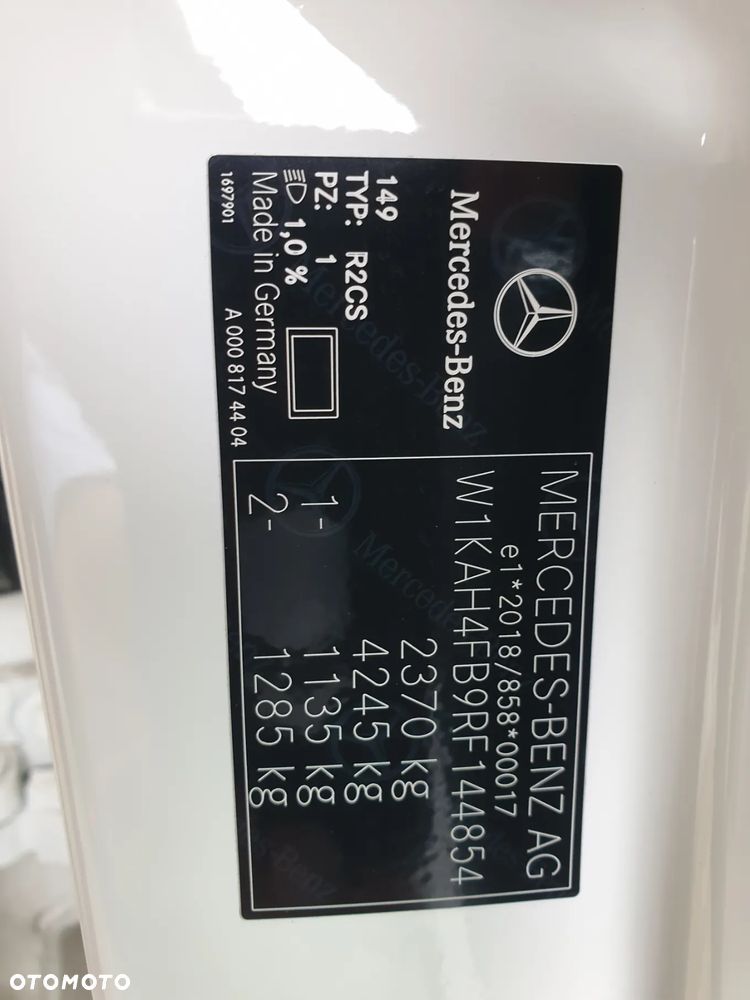 Mercedes-Benz
149
TYP: R2CS
PZ: 1
1,0 %
Made in Germany
1697901
A 000 817 44 04
MERCEDES-BENZ AG
e1*2018/858*00017
W1KAH4FB9RF144854
2370 kg
4245 kg
1- 1135 kg
2- 1285 kg
OTOMOTO